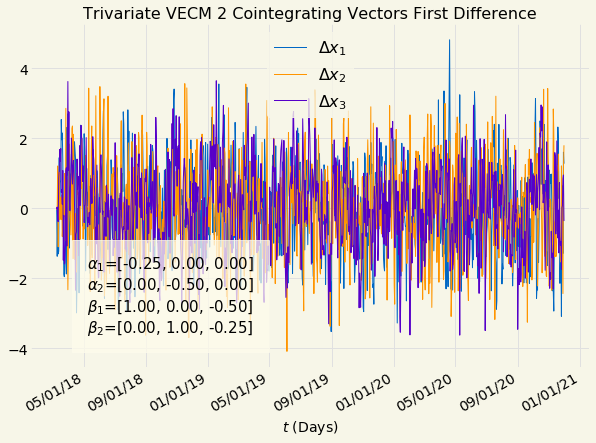 Trivariate VECM 2 Cointegrating Vectors First Difference
Δx₁
Δx₂
Δx₃
4
2
0
−2
−4
α₁=[-0.25, 0.00, 0.00]
α₂=[0.00, -0.50, 0.00]
β₁=[1.00, 0.00, -0.50]
β₂=[0.00, 1.00, -0.25]
05/01/18 09/01/18 01/01/19 05/01/19 09/01/19 01/01/20 05/01/20 09/01/20 01/01/21
t (Days)